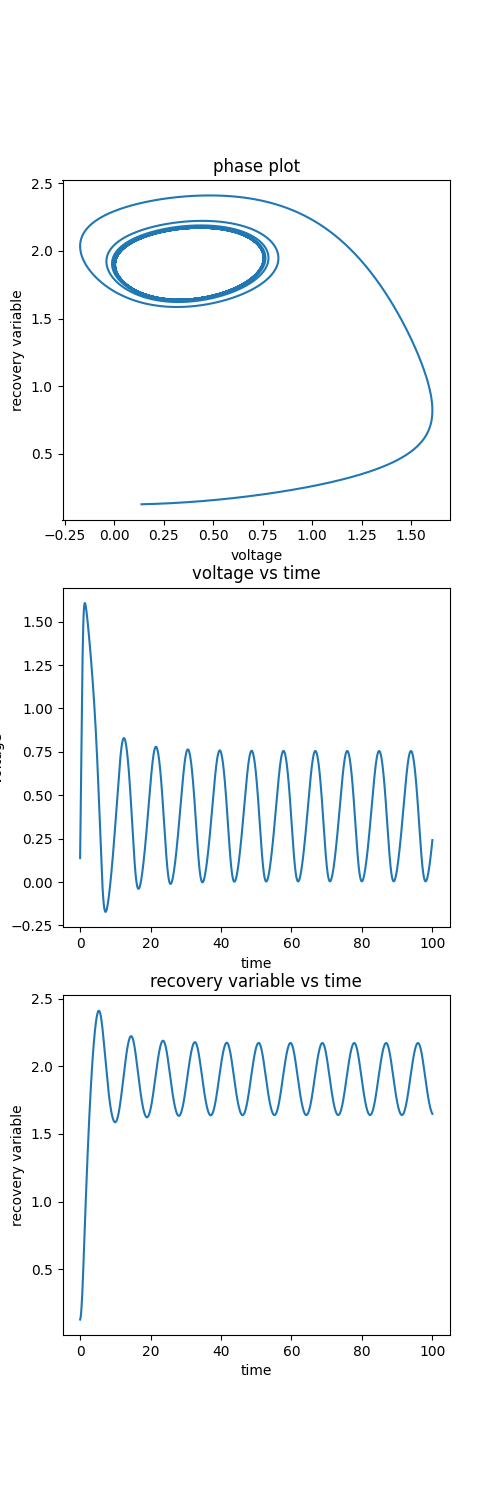 phase plot
2.5
2.0
1.5
1.0
0.5
recovery variable
−0.25 0.00 0.25 0.50 0.75 1.00 1.25 1.50
voltage
voltage vs time
1.50
1.25
1.00
0.75
0.50
0.25
0.00
−0.25
0 20 40 60 80 100
time
recovery variable vs time
2.5
2.0
1.5
1.0
0.5
recovery variable
0 20 40 60 80 100
time